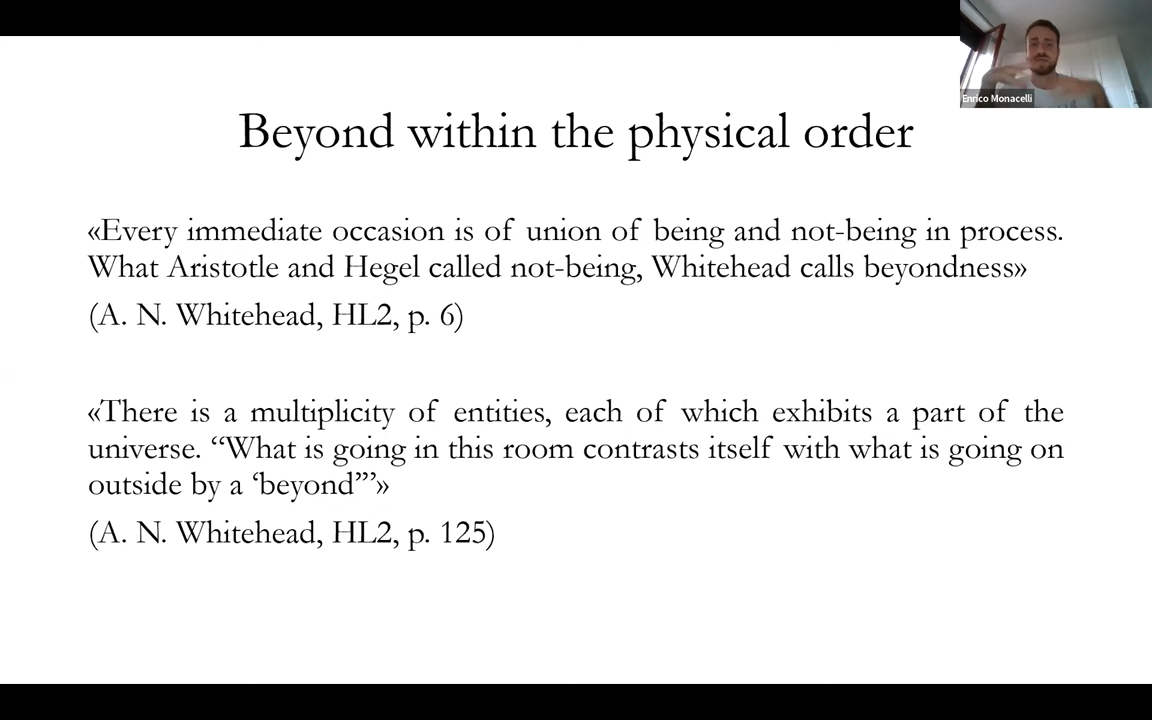 Enrico Monacelli
Beyond within the physical order
«Every immediate occasion is of union of being and not-being in process.
What Aristotle and Hegel called not-being, Whitehead calls beyondness»
(A. N. Whitehead, HL2, p. 6)
«There is a multiplicity of entities, each of which exhibits a part of the
universe. “What is going in this room contrasts itself with what is going on
outside by a ‘beyond”’»
(A. N. Whitehead, HL2, p. 125)